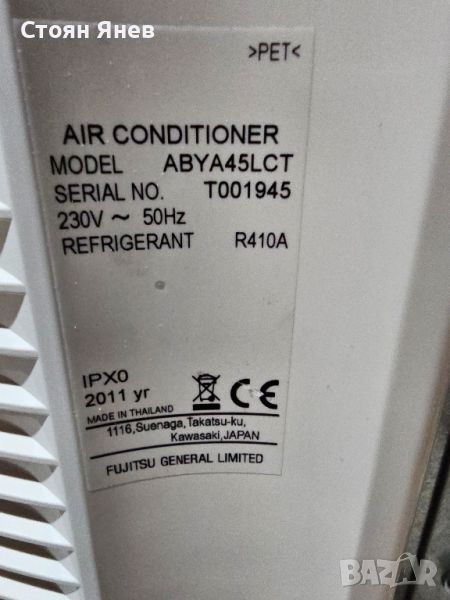 Стоян Янев
>PET<
AIR CONDITIONER
MODEL ABYA45LCT
SERIAL NO. T001945
230V ~ 50Hz
REFRIGERANT R410A
IPX0
2011 yr
CE
MADE IN THAILAND
1116,Suenaga,Takatsu-ku,
Kawasaki,JAPAN
FUJITSU GENERAL LIMITED
bazar